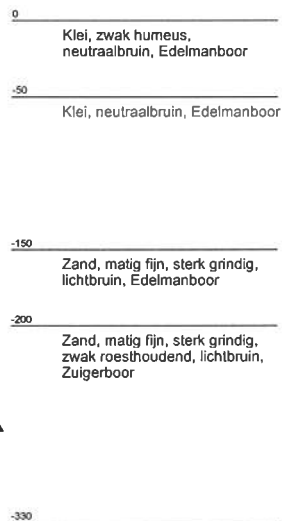 0
Klei, zwak humeus,
neutraalbruin, Edelmanboor
-50
Klei, neutraalbruin, Edelmanboor
-150
Zand, matig fijn, sterk grindig,
lichtbruin, Edelmanboor
-200
Zand, matig fijn, sterk grindig,
zwak roesthoudend, lichtbruin,
Zuigerboor
-330